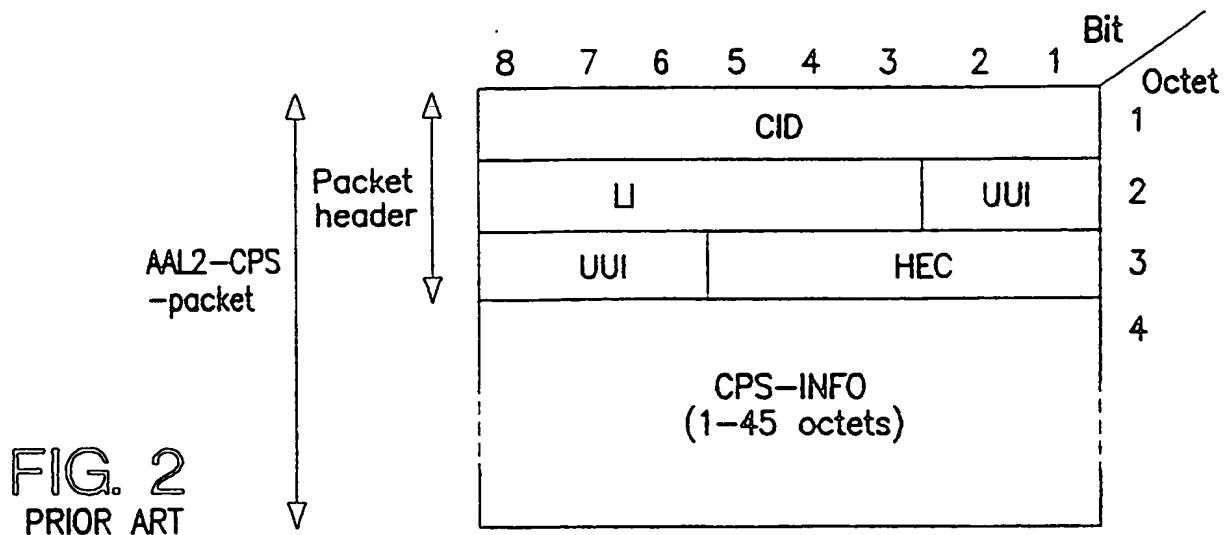 Bit
8 7 6 5 4 3 2 1
Octet
CID 1
Packet
header
LI UUI 2
AAL2-CPS
-packet
UUI HEC 3
4
CPS-INFO
(1-45 octets)
FIG. 2
PRIOR ART